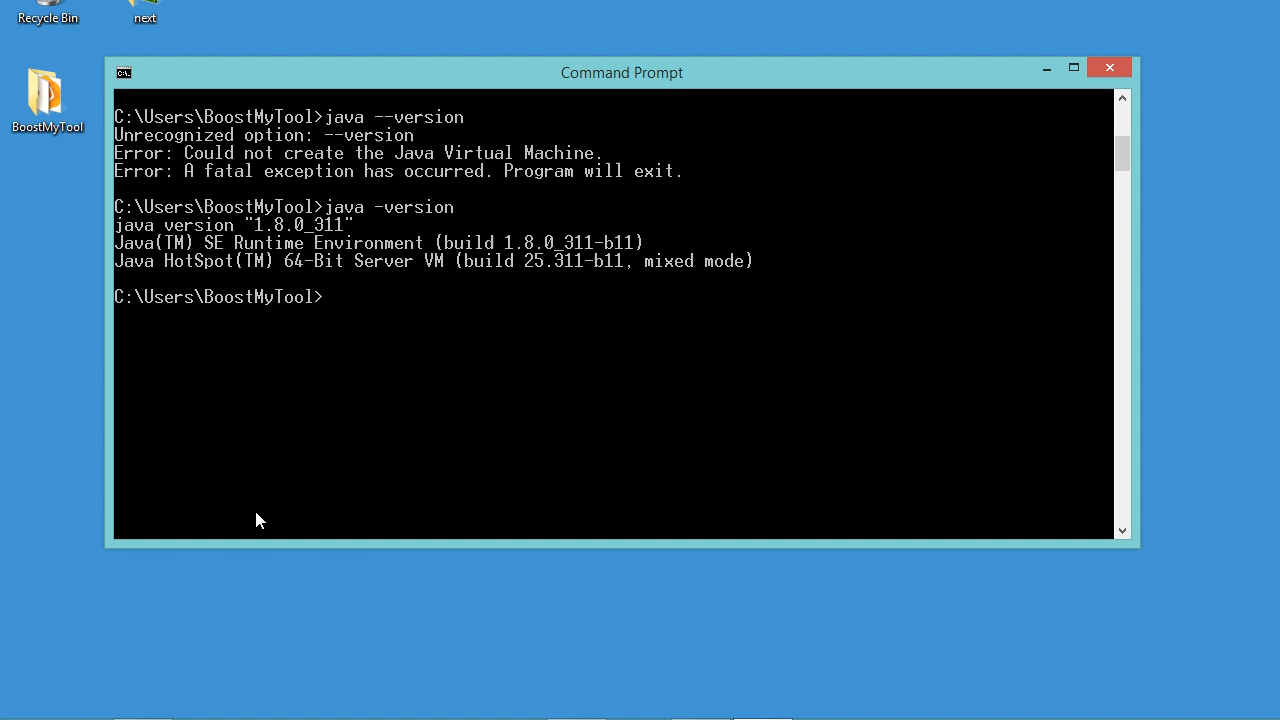 Recycle Bin
next
BoostMyTool
Command Prompt
C:\Users\BoostMyTool>java --version
Unrecognized option: --version
Error: Could not create the Java Virtual Machine.
Error: A fatal exception has occurred. Program will exit.
C:\Users\BoostMyTool>java -version
java version "1.8.0_311"
Java(TM) SE Runtime Environment (build 1.8.0_311-b11)
Java HotSpot(TM) 64-Bit Server VM (build 25.311-b11, mixed mode)
C:\Users\BoostMyTool>